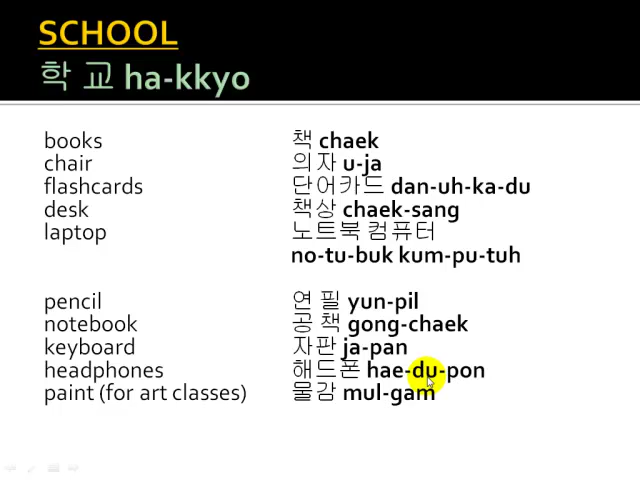 SCHOOL
학 교 ha-kkyo
books 책 chaek
chair 의 자 u-ja
flashcards 단어카드 dan-uh-ka-du
desk 책상 chaek-sang
laptop 노트북 컴퓨터
no-tu-buk kum-pu-tuh
pencil 연 필 yun-pil
notebook 공 책 gong-chaek
keyboard 자판 ja-pan
headphones 해드폰 hae-du-pon
paint (for art classes) 물감 mul-gam